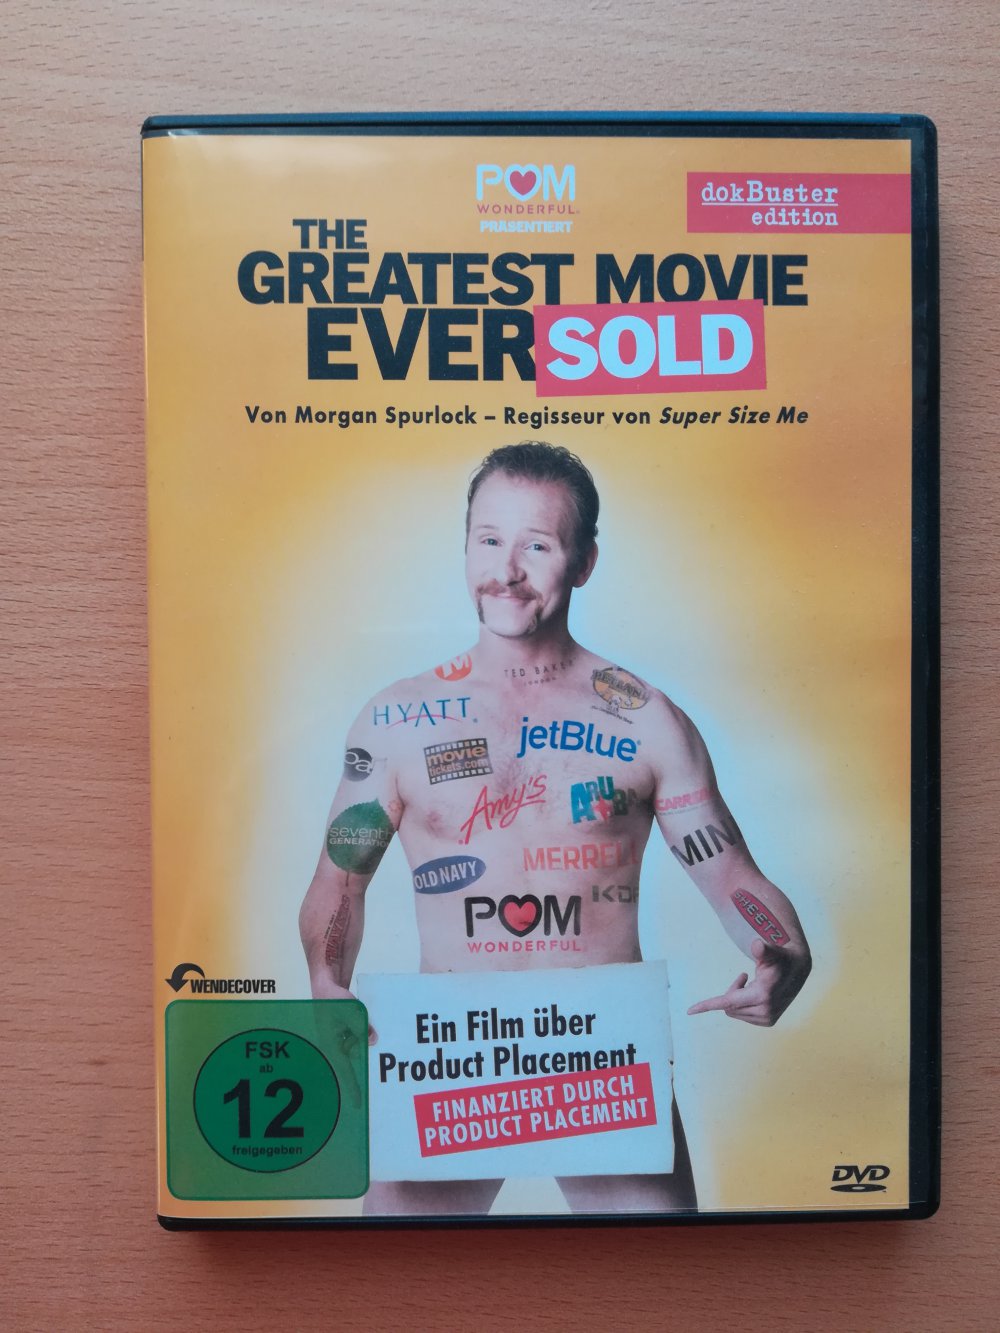 POM
WONDERFUL®
PRÄSENTIERT
dokBuster
edition
THE
GREATEST MOVIE
EVER SOLD
Von Morgan Spurlock – Regisseur von Super Size Me
M
TED BAKER
LONDON
HYATT®
jetBlue®
movie
tickets.com
Amy's
ARUBA
seventh
GENERATION
OLD NAVY
MERRELL
MINI
SHEETZ
POM
WONDERFUL®
WENDECOVER
Ein Film über
Product Placement
FINANZIERT DURCH
PRODUCT PLACEMENT
FSK
ab
12
freigegeben
DVD